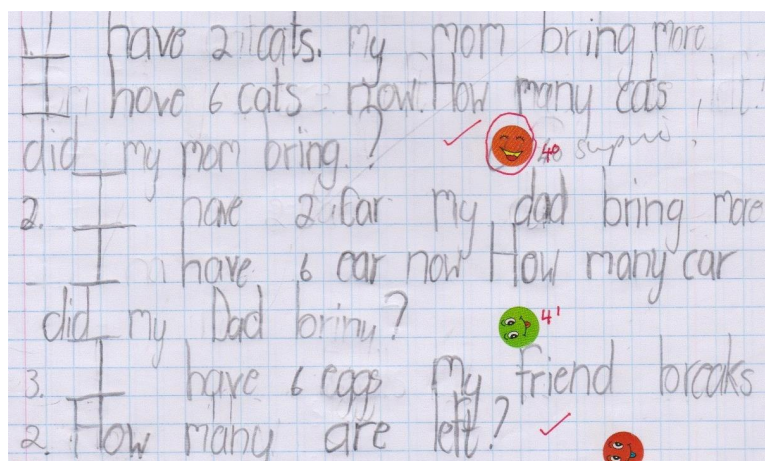 1. I have 2 cats. my mom bring more
I have 6 cats now. How many cats
did my mom bring.?
2. I have 2 car my dad bring more
I have 6 car now How many car
did my Dad bring?
3. I have 6 eggs My friend breaks
2. How many are left?